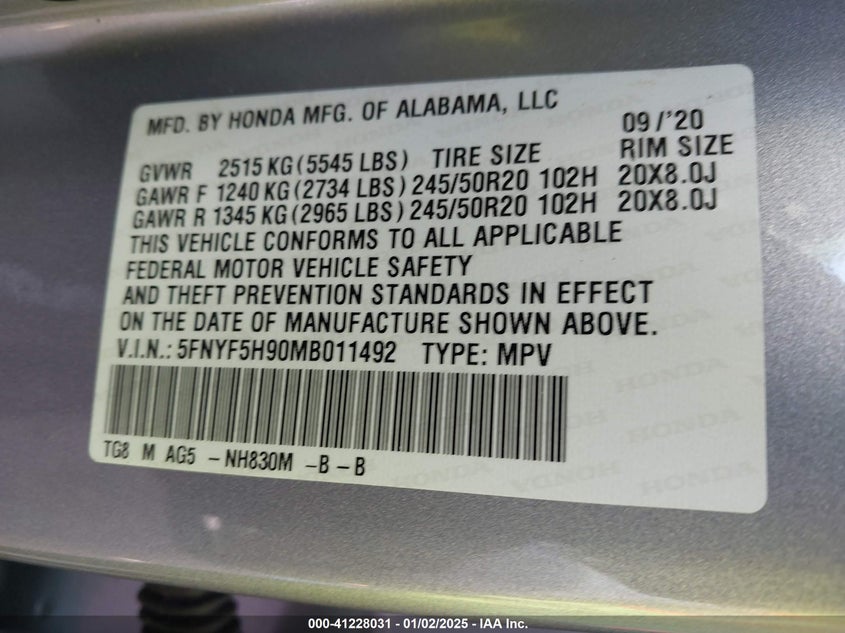 MFD. BY HONDA MFG. OF ALABAMA, LLC
09/'20
GVWR 2515 KG (5545 LBS) TIRE SIZE RIM SIZE
GAWR F 1240 KG (2734 LBS) 245/50R20 102H 20X8.0J
GAWR R 1345 KG (2965 LBS) 245/50R20 102H 20X8.0J
THIS VEHICLE CONFORMS TO ALL APPLICABLE
FEDERAL MOTOR VEHICLE SAFETY
AND THEFT PREVENTION STANDARDS IN EFFECT
ON THE DATE OF MANUFACTURE SHOWN ABOVE.
V.I.N.: 5FNYF5H90MB011492 TYPE: MPV
TG8 M AG5 -NH830M -B-B
000-41228031 - 01/02/2025 - IAA Inc.